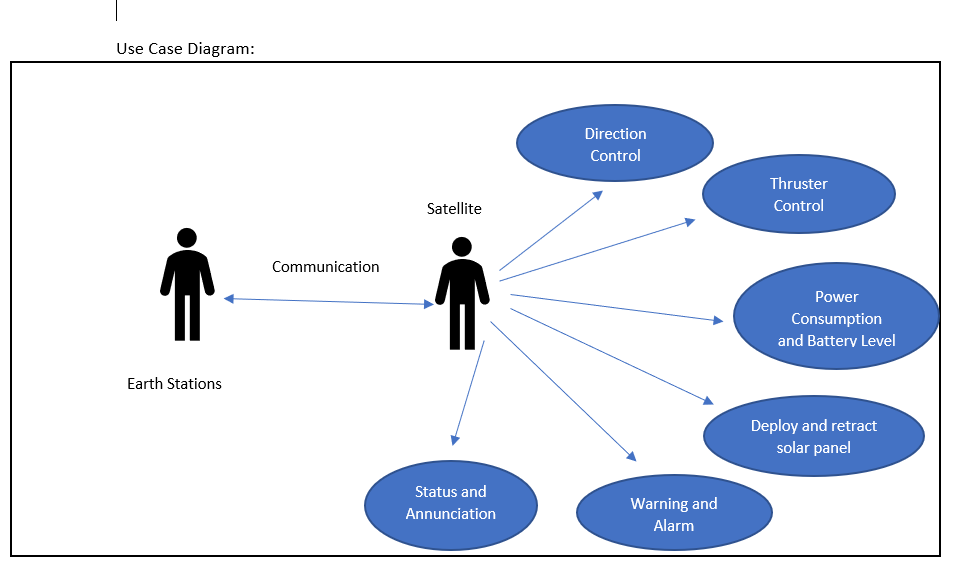 Use Case Diagram:
Direction
Control
Thruster
Control
Satellite
Communication
Power
Consumption
and Battery Level
Earth Stations
Deploy and retract
solar panel
Status and
Annunciation
Warning and
Alarm